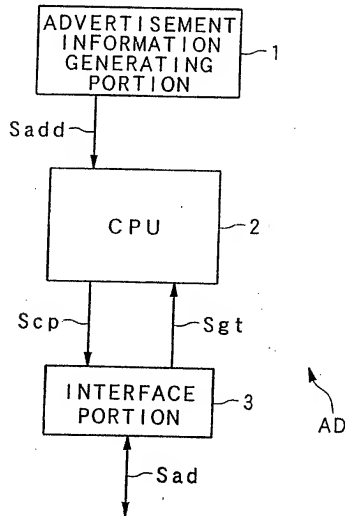 ADVERTISEMENT
INFORMATION
GENERATING
PORTION
1
Sadd
CPU
2
Scp
Sgt
INTERFACE
PORTION
3
AD
Sad